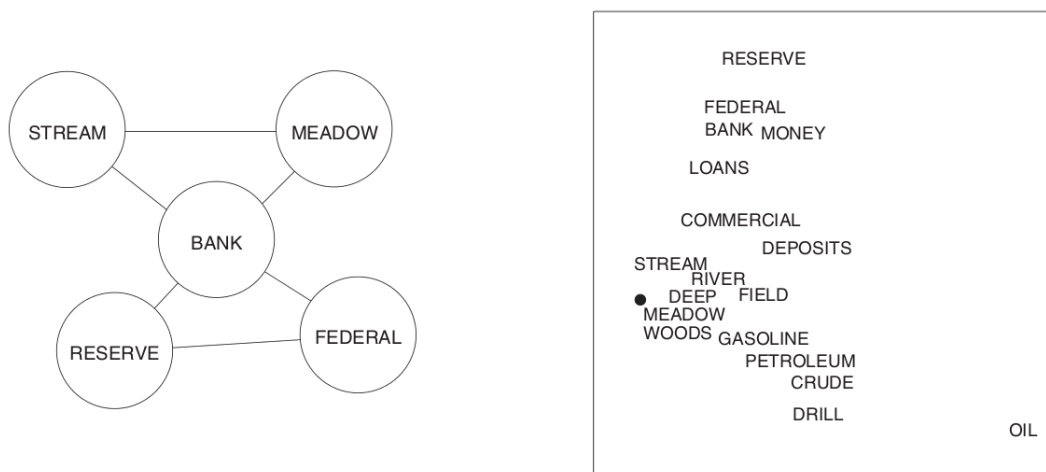 STREAM
MEADOW
BANK
RESERVE
FEDERAL
RESERVE
FEDERAL
BANK MONEY
LOANS
COMMERCIAL
DEPOSITS
STREAM
RIVER
DEEP FIELD
MEADOW
WOODS GASOLINE
PETROLEUM
CRUDE
DRILL
OIL